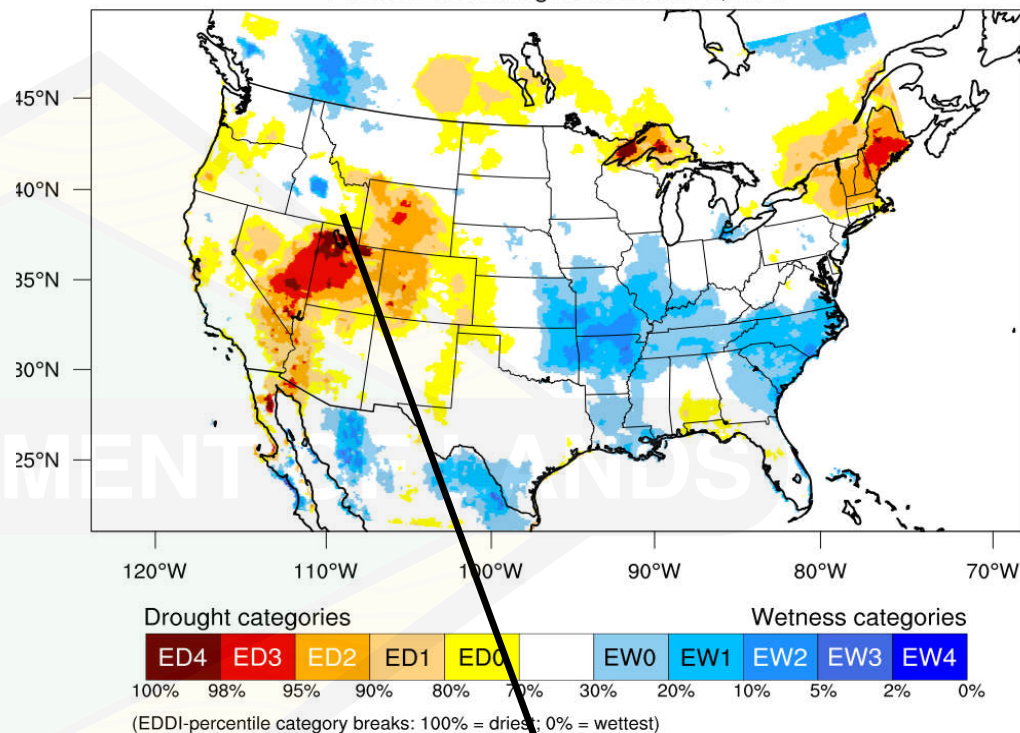 45°N
40°N
35°N
30°N
25°N
120°W 110°W 100°W 90°W 80°W 70°W
MENT OF LANDS
Drought categories Wetness categories
ED4 ED3 ED2 ED1 ED0 EW0 EW1 EW2 EW3 EW4
100% 98% 95% 90% 80% 70% 30% 20% 10% 5% 2% 0%
(EDDI-percentile category breaks: 100% = driest; 0% = wettest)